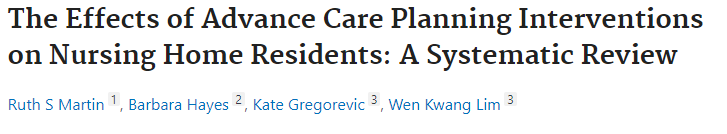 The Effects of Advance Care Planning Interventions
on Nursing Home Residents: A Systematic Review
Ruth S Martin 1, Barbara Hayes 2, Kate Gregorevic 3, Wen Kwang Lim 3